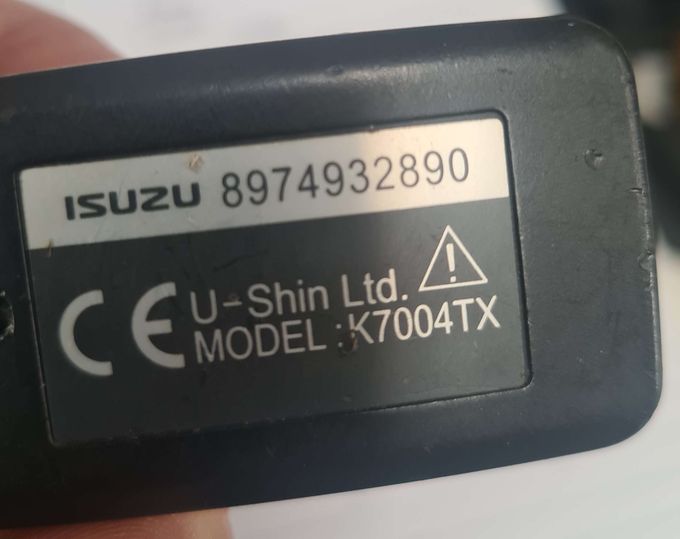 ISUZU 8974932890
CE U-Shin Ltd.
MODEL : K7004TX